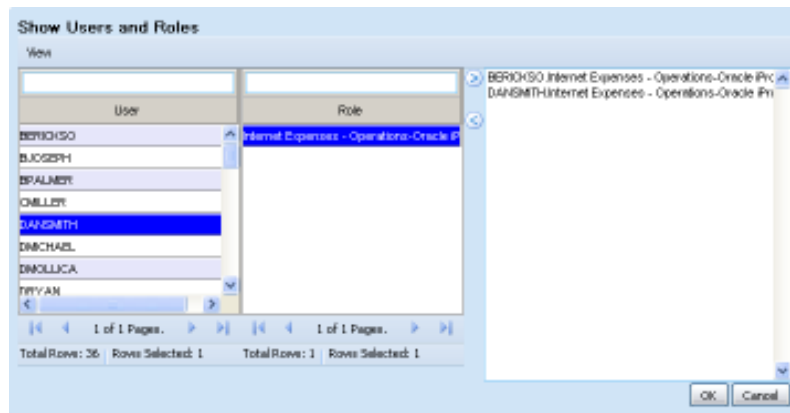 Show Users and Roles
View
User
Role
BERICKSO
BJOSEPH
BPALMER
CMILLER
DANSMITH
DMICHAEL
DMOLLICA
Internet Expenses - Operations-Oracle iP
1 of 1 Pages.
1 of 1 Pages.
Total Rows: 36 Rows Selected: 1
Total Rows: 1 Rows Selected: 1
BERICKSO.Internet Expenses - Operations-Oracle iPrc
DANSMITH.Internet Expenses - Operations-Oracle iPr
OK
Cancel